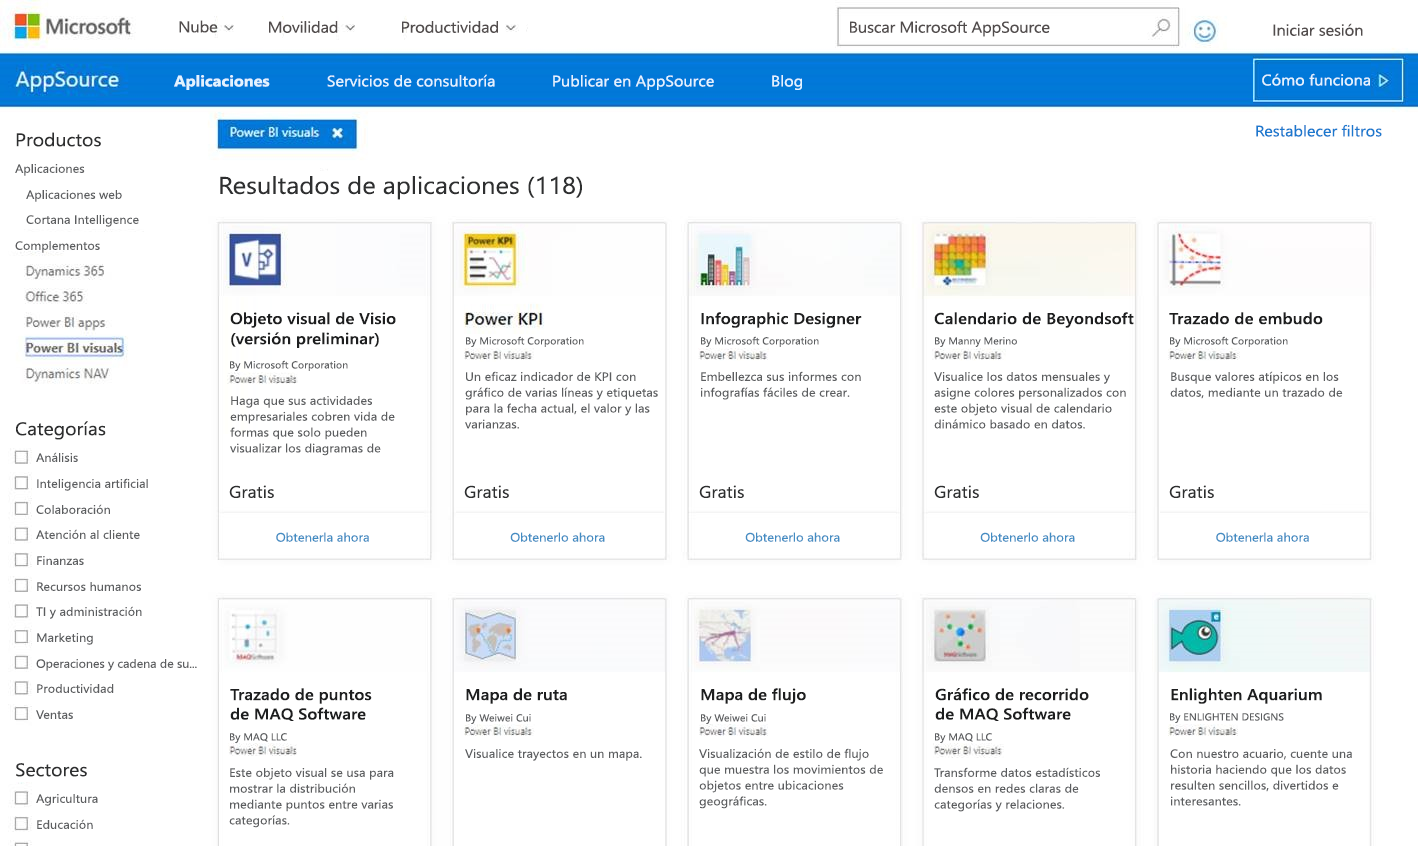 Microsoft
Nube
Movilidad
Productividad
Buscar Microsoft AppSource
Iniciar sesión
AppSource
Aplicaciones
Servicios de consultoría
Publicar en AppSource
Blog
Cómo funciona
Productos
Aplicaciones
Aplicaciones web
Cortana Intelligence
Complementos
Dynamics 365
Office 365
Power BI apps
Power BI visuals
Dynamics NAV
Categorías
Análisis
Inteligencia artificial
Colaboración
Atención al cliente
Finanzas
Recursos humanos
TI y administración
Marketing
Operaciones y cadena de su...
Productividad
Ventas
Sectores
Agricultura
Educación
Power BI visuals
Restablecer filtros
Resultados de aplicaciones (118)
Objeto visual de Visio
(versión preliminar)
By Microsoft Corporation
Power BI visuals
Haga que sus actividades
empresariales cobren vida de
formas que solo pueden
visualizar los diagramas de
Gratis
Obtenerla ahora
Power KPI
Power KPI
By Microsoft Corporation
Power BI visuals
Un eficaz indicador de KPI con
gráfico de varias líneas y etiquetas
para la fecha actual, el valor y las
varianzas.
Gratis
Obtenerlo ahora
Infographic Designer
By Microsoft Corporation
Power BI visuals
Embellezca sus informes con
infografías fáciles de crear.
Gratis
Obtenerlo ahora
Calendario de Beyondsoft
By Manny Merino
Power BI visuals
Visualice los datos mensuales y
asigne colores personalizados con
este objeto visual de calendario
dinámico basado en datos.
Gratis
Obtenerlo ahora
Trazado de embudo
By Microsoft Corporation
Power BI visuals
Busque valores atípicos en los
datos, mediante un trazado de
Gratis
Obtenerla ahora
MAQSoftware
Trazado de puntos
de MAQ Software
By MAQ LLC
Power BI visuals
Este objeto visual se usa para
mostrar la distribución
mediante puntos entre varias
categorías.
Mapa de ruta
By Weiwei Cui
Power BI visuals
Visualice trayectos en un mapa.
Mapa de flujo
By Weiwei Cui
Power BI visuals
Visualización de estilo de flujo
que muestra los movimientos de
objetos entre ubicaciones
geográficas.
MAQSoftware
Gráfico de recorrido
de MAQ Software
By MAQ LLC
Power BI visuals
Transforme datos estadísticos
densos en redes claras de
categorías y relaciones.
Enlighten Aquarium
By ENLIGHTEN DESIGNS
Power BI visuals
Con nuestro acuario, cuente una
historia haciendo que los datos
resulten sencillos, divertidos e
interesantes.